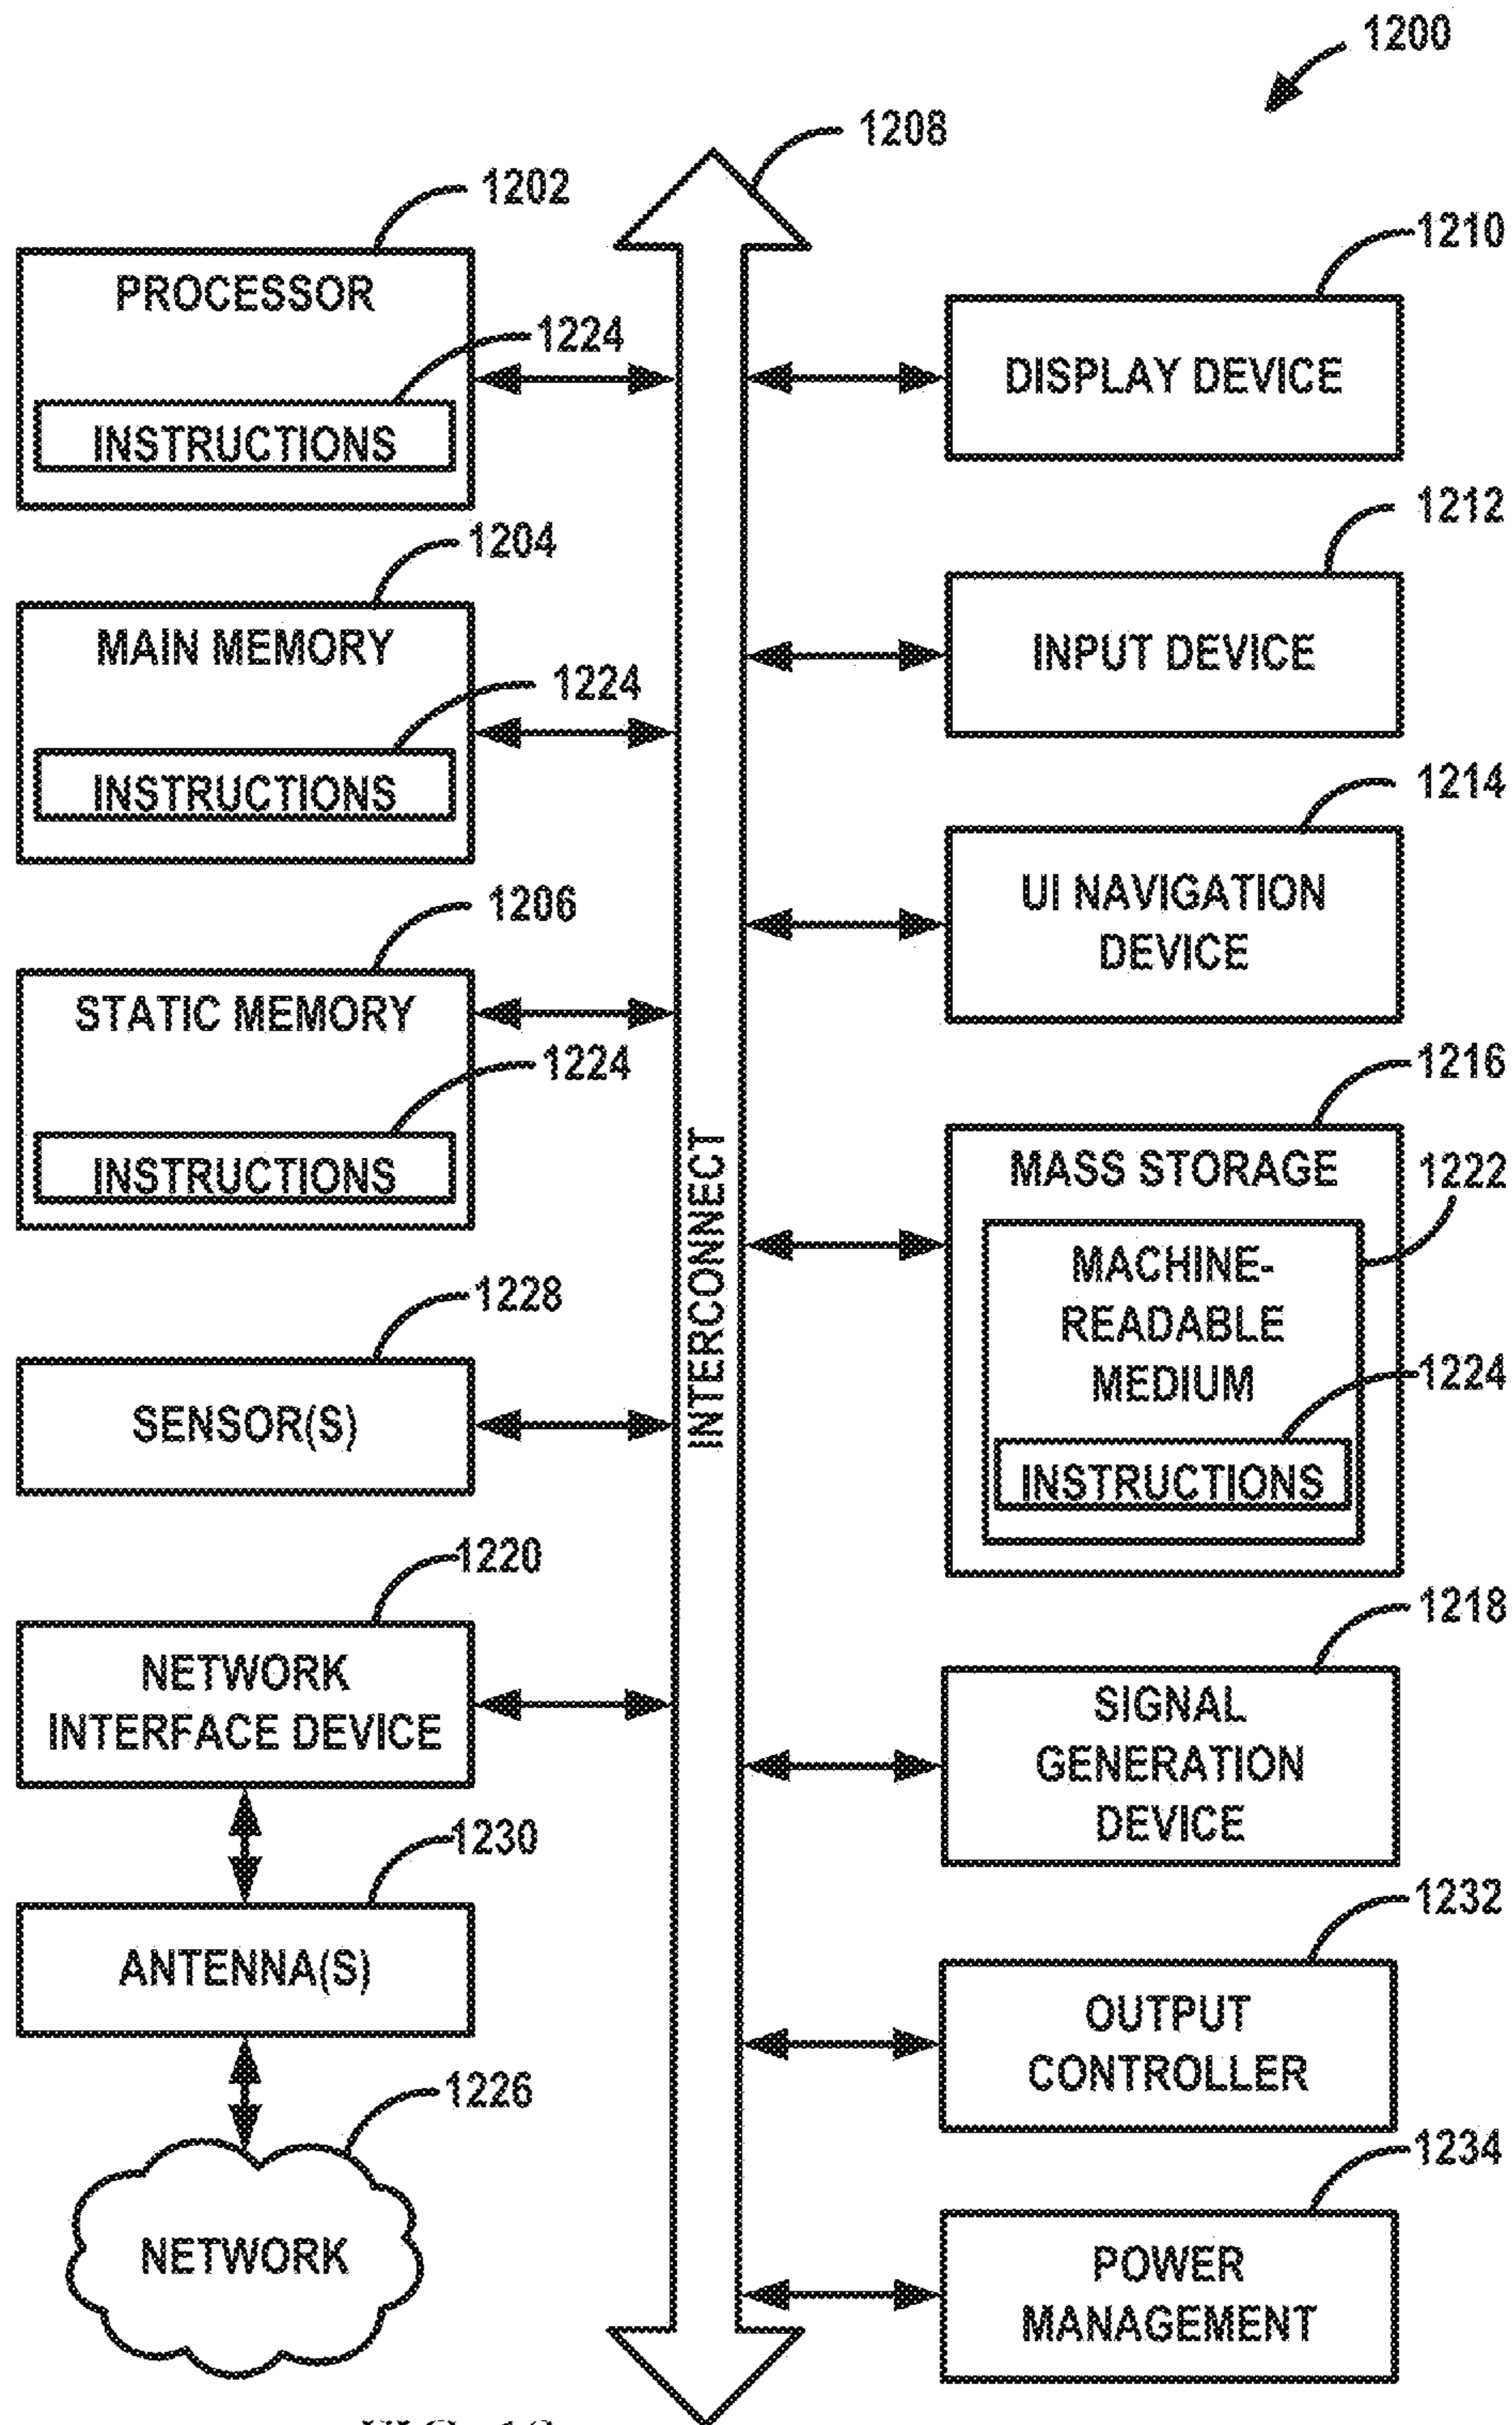 1200
1208
1202
PROCESSOR
1224
INSTRUCTIONS
1204
MAIN MEMORY
1224
INSTRUCTIONS
1206
STATIC MEMORY
1224
INSTRUCTIONS
1228
SENSOR(S)
1220
NETWORK
INTERFACE DEVICE
1230
ANTENNA(S)
1226
NETWORK
INTERCONNECT
1210
DISPLAY DEVICE
1212
INPUT DEVICE
1214
UI NAVIGATION
DEVICE
1216
MASS STORAGE
1222
MACHINE-
READABLE
MEDIUM
1224
INSTRUCTIONS
1218
SIGNAL
GENERATION
DEVICE
1232
OUTPUT
CONTROLLER
1234
POWER
MANAGEMENT